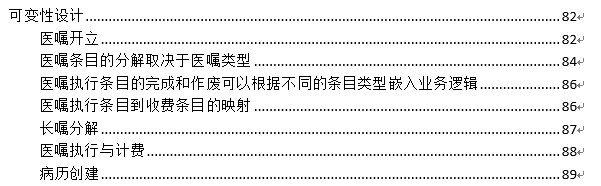 可变性设计........................................82↵
医嘱开立........................................82↵
医嘱条目的分解取决于医嘱类型........................................84↵
医嘱执行条目的完成和作废可以根据不同的条目类型嵌入业务逻辑....................86↵
医嘱执行条目到收费条目的映射........................................86↵
长嘱分解........................................87↵
医嘱执行与计费........................................88↵
病历创建........................................89↵